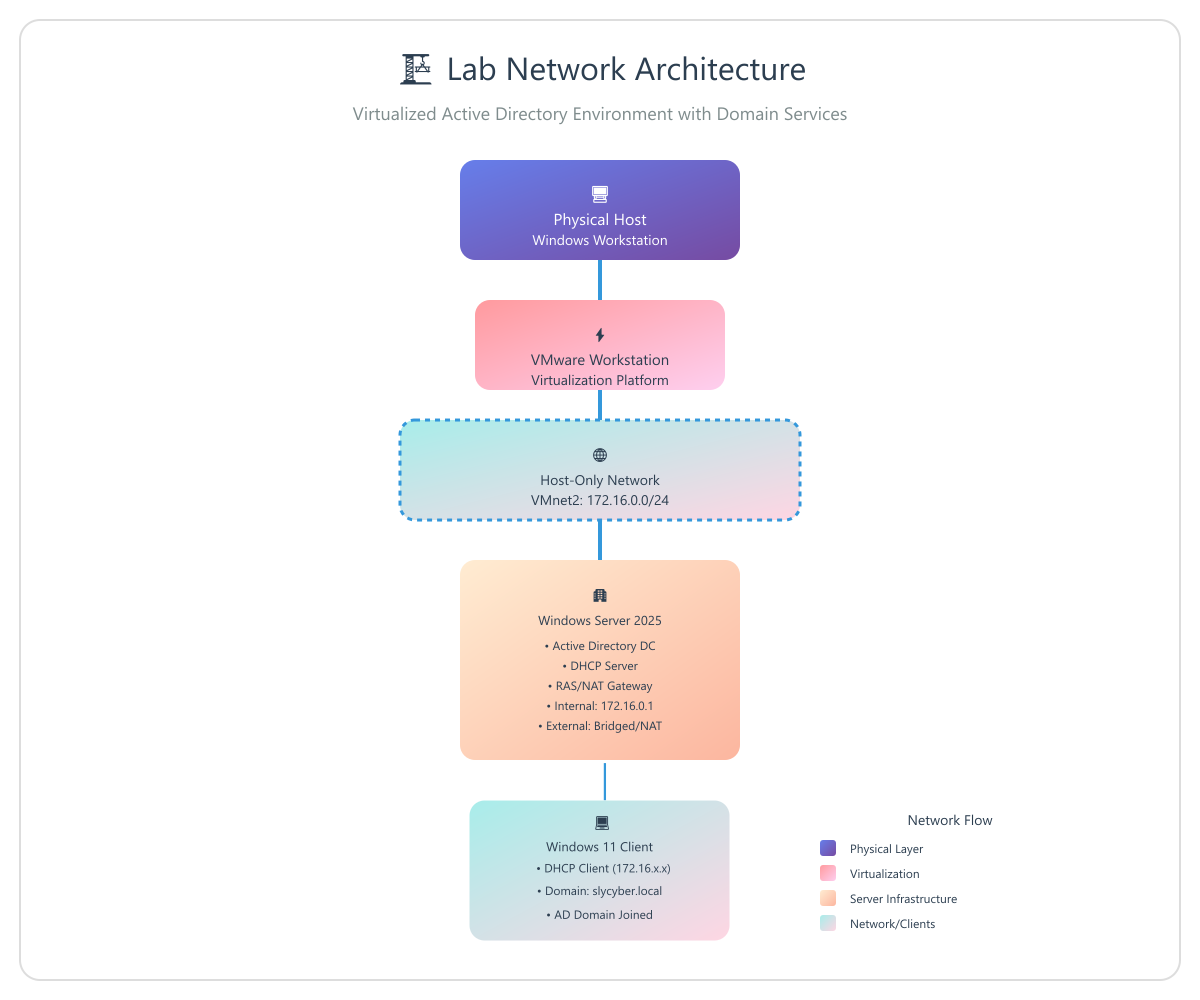 Lab Network Architecture
Virtualized Active Directory Environment with Domain Services
Physical Host
Windows Workstation
VMware Workstation
Virtualization Platform
Host-Only Network
VMnet2: 172.16.0.0/24
Windows Server 2025
• Active Directory DC
• DHCP Server
• RAS/NAT Gateway
• Internal: 172.16.0.1
• External: Bridged/NAT
Windows 11 Client
• DHCP Client (172.16.x.x)
• Domain: slycyber.local
• AD Domain Joined
Network Flow
Physical Layer
Virtualization
Server Infrastructure
Network/Clients